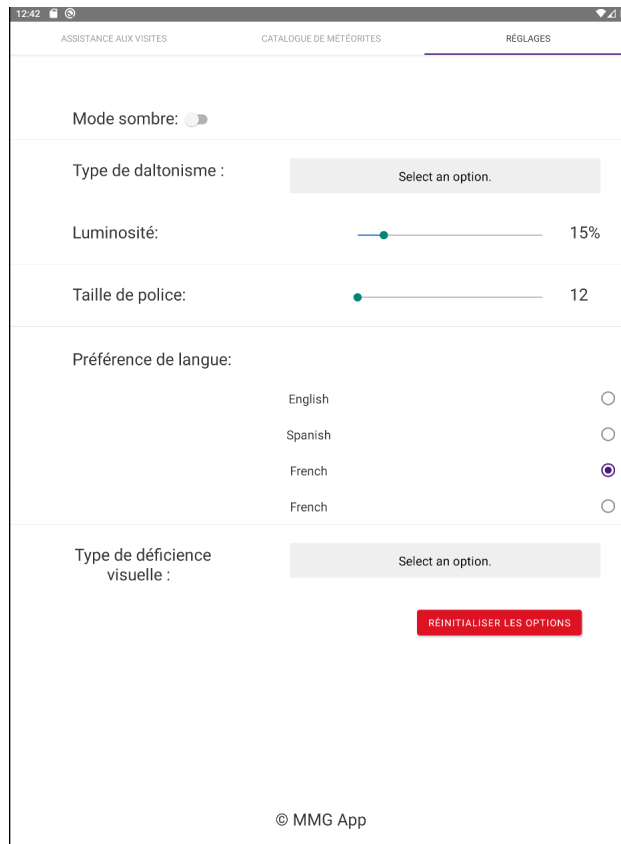 12:42
ASSISTANCE AUX VISITES CATALOGUE DE MÉTÉORITES RÉGLAGES
Mode sombre:
Type de daltonisme : Select an option.
Luminosité: 15%
Taille de police: 12
Préférence de langue:
English
Spanish
French
French
Type de déficience
visuelle :
Select an option.
RÉINITIALISER LES OPTIONS
© MMG App